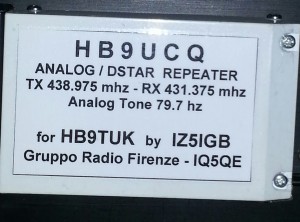 HB9UCQ
ANALOG / DSTAR REPEATER
TX 438.975 mhz - RX 431.375 mhz
Analog Tone 79.7 hz
for HB9TUK by IZ5IGB
Gruppo Radio Firenze - IQ5QE